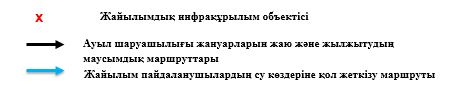 x Жайылымдық инфрақұрылым объектісі
Ауыл шаруашылығы жануарларын жаю және жылжытудың
маусымдық маршруттары
Жайылым пайдаланушылардың су көздеріне қол жеткізу маршруты